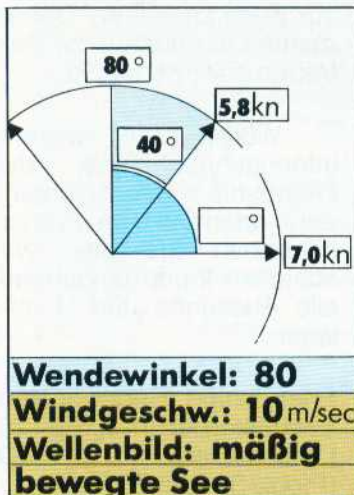 80°
5,8kn
40°
°
7,0kn
Wendewinkel: 80
Windgeschw.: 10 m/sec
Wellenbild: mäßig
bewegte See